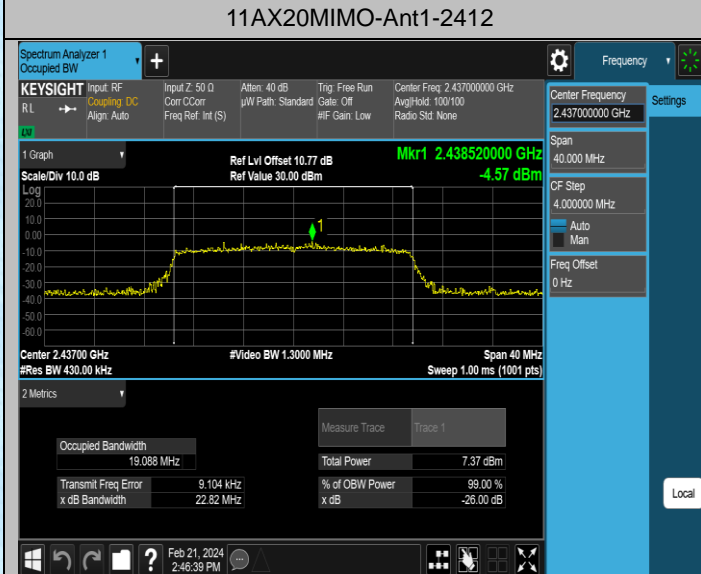 11AX20MIMO-Ant1-2412
Spectrum Analyzer 1
Occupied BW
Frequency
KEYSIGHT
RL
Input: RF
Coupling: DC
Align: Auto
Input Z: 50 Ω
Corr CCorr
Freq Ref: Int (S)
Atten: 40 dB
µW Path: Standard
Trig: Free Run
Gate: Off
#IF Gain: Low
Center Freq: 2.437000000 GHz
Avg|Hold: 100/100
Radio Std: None
LXI
Center Frequency
2.437000000 GHz
Settings
Span
40.000 MHz
CF Step
4.000000 MHz
Auto
Man
Freq Offset
0 Hz
1 Graph
Scale/Div 10.0 dB
Ref Lvl Offset 10.77 dB
Ref Value 30.00 dBm
Mkr1 2.438520000 GHz
-4.57 dBm
Log
20.0
10.0
0.00
-10.0
-20.0
-30.0
-40.0
-50.0
-60.0
1
Center 2.43700 GHz
#Res BW 430.00 kHz
#Video BW 1.3000 MHz
Span 40 MHz
Sweep 1.00 ms (1001 pts)
2 Metrics
Measure Trace
Trace 1
Occupied Bandwidth
19.088 MHz
Total Power
7.37 dBm
Transmit Freq Error
9.104 kHz
% of OBW Power
99.00 %
x dB Bandwidth
22.82 MHz
x dB
-26.00 dB
Local
?
Feb 21, 2024
2:46:39 PM